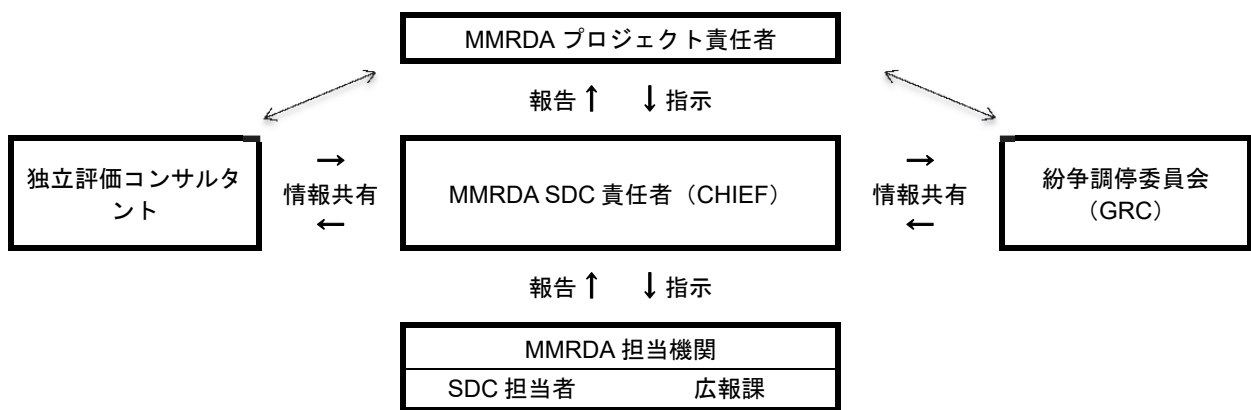 MMRDA プロジェクト責任者
報告↑ ↓指示
独立評価コンサルタ
ント
→
情報共有
←
MMRDA SDC 責任者（CHIEF）
→
情報共有
←
紛争調停委員会
（GRC）
報告↑ ↓指示
MMRDA 担当機関
SDC 担当者 広報課